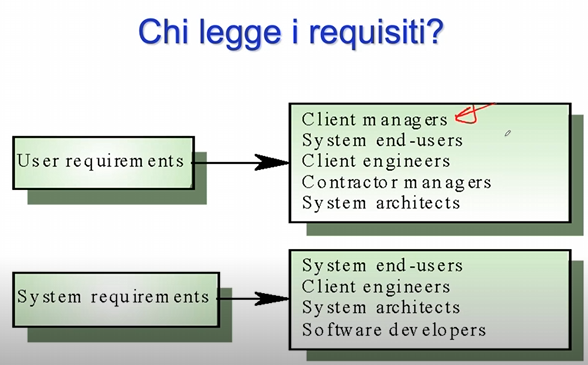 Chi legge i requisiti?
User requirements
Client managers
System end-users
Client engineers
Contractor managers
System architects
System requirements
System end-users
Client engineers
System architects
Software developers